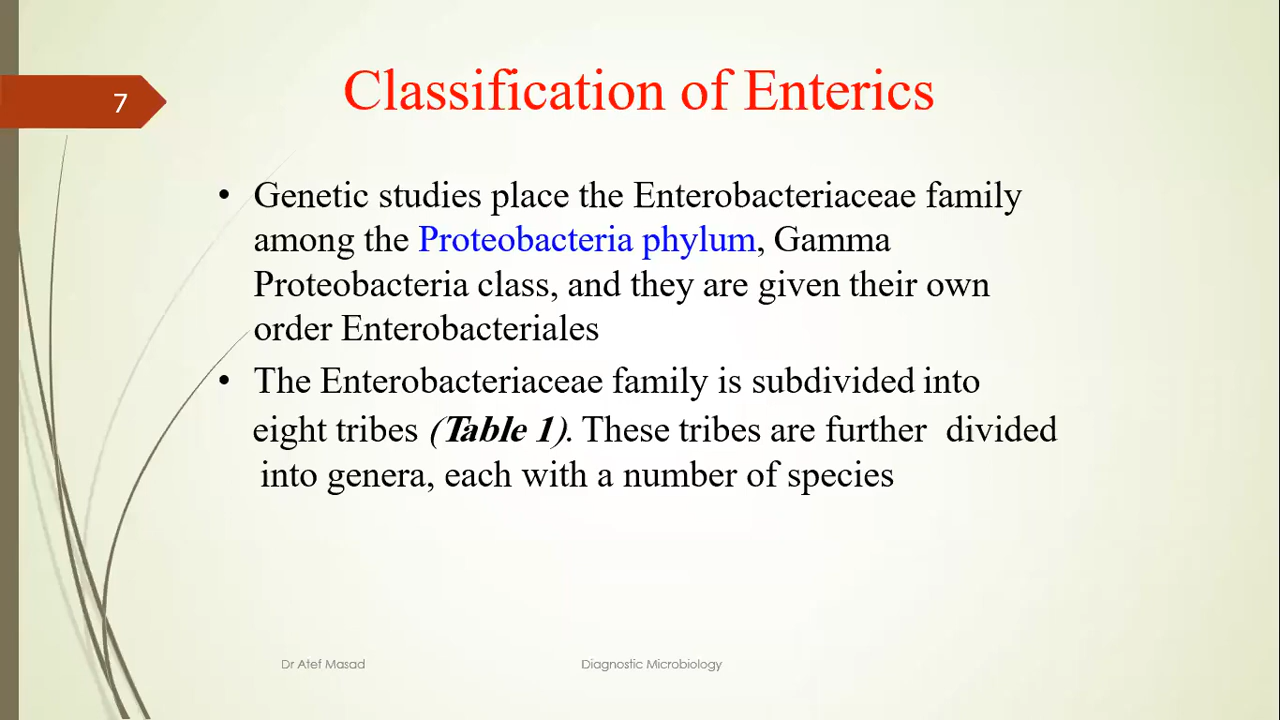 7
Classification of Enterics
• Genetic studies place the Enterobacteriaceae family
among the Proteobacteria phylum, Gamma
Proteobacteria class, and they are given their own
order Enterobacteriales
• The Enterobacteriaceae family is subdivided into
eight tribes (Table 1). These tribes are further divided
into genera, each with a number of species
Dr Atef Masad
Diagnostic Microbiology